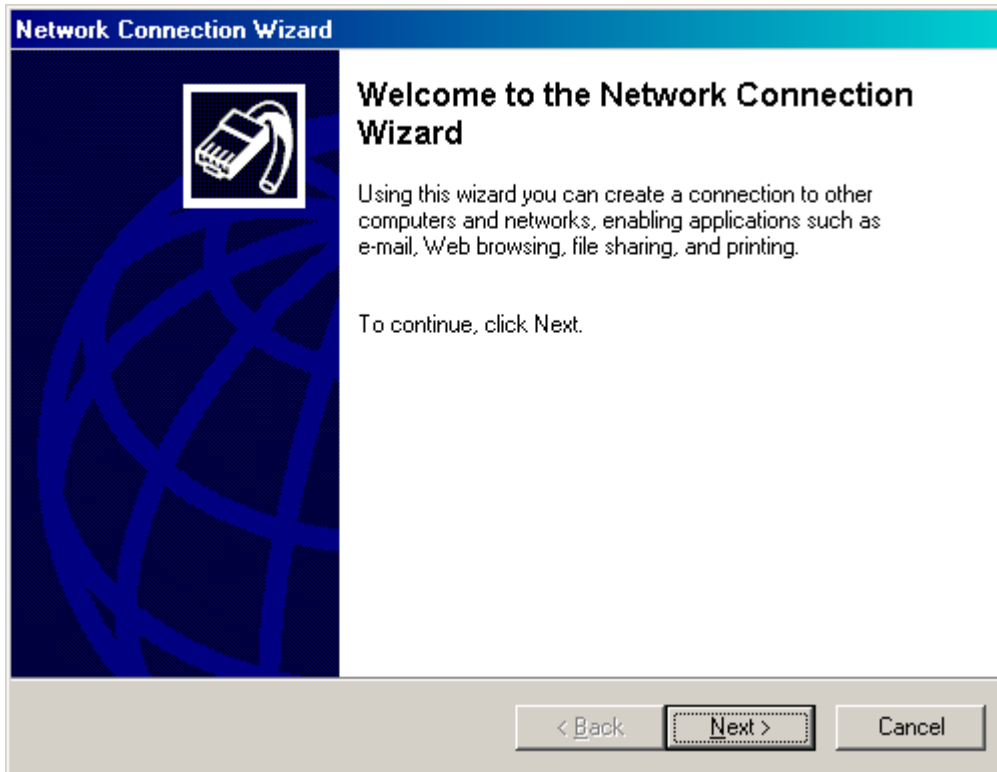 Network Connection Wizard
Welcome to the Network Connection
Wizard
Using this wizard you can create a connection to other
computers and networks, enabling applications such as
e-mail, Web browsing, file sharing, and printing.
To continue, click Next.
< Back
Next >
Cancel